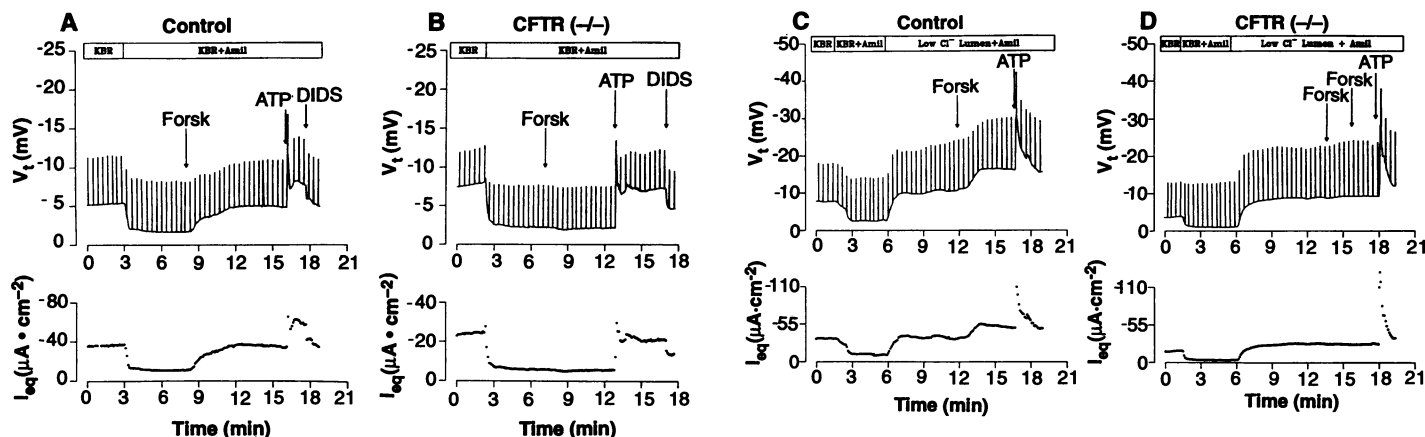 A
Control
KBR
KBR+Amil
-25
-20
-15
-10
-5
0
Vt (mV)
Forsk
ATP
DIDS
0 3 6 9 12 15 18 21
-80
-40
0
Ieq(μA • cm-2)
0 3 6 9 12 15 18 21
Time (min)
B
CFTR (–/–)
KBR
KBR+Amil
-25
-20
-15
-10
-5
0
Vt (mV)
Forsk
ATP
DIDS
0 3 6 9 12 15 18
-40
-20
0
Ieq(μA • cm–2)
0 3 6 9 12 15 18
Time (min)
C
Control
KBR
KBR+Amil
Low Cl– Lumen+Amil
-50
-40
-30
-20
-10
0
Vt (mV)
Forsk
ATP
0 3 6 9 12 15 18 21
-110
-55
0
Ieq(μA·cm-2)
0 3 6 9 12 15 18 21
Time (min)
D
CFTR (–/–)
KBR
KBR+Amil
Low Cl– Lumen + Amil
-50
-40
-30
-20
-10
0
Vt (mV)
Forsk
Forsk
ATP
0 3 6 9 12 15 18 21
-110
-55
0
Ieq(μA·cm-2)
0 3 6 9 12 15 18 21
Time (min)